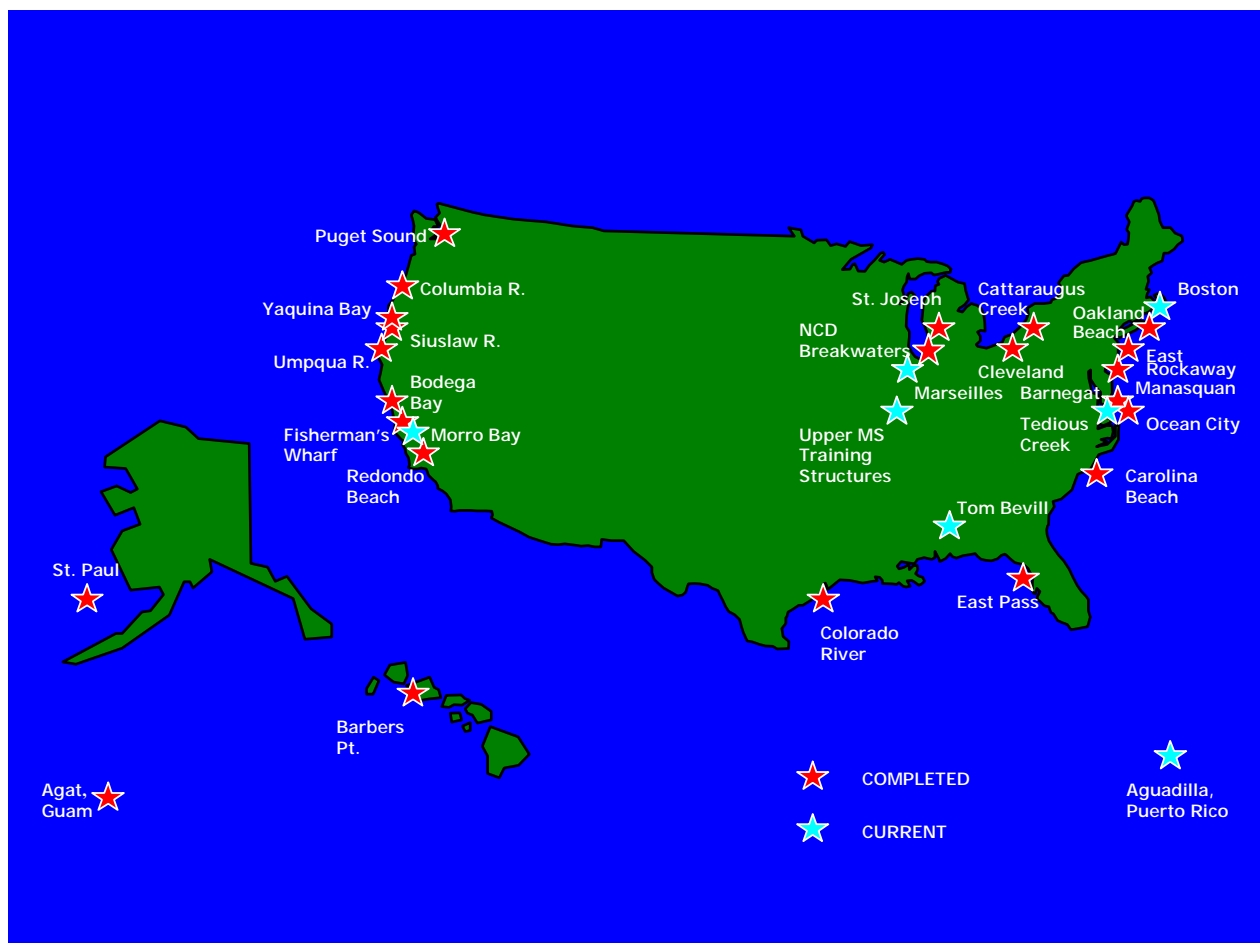 Puget Sound
Columbia R.
Yaquina Bay
Siuslaw R.
Umpqua R.
Bodega
Bay
Fisherman's
Wharf
Morro Bay
Redondo
Beach
St. Joseph
NCD
Breakwaters
Marseilles
Upper MS
Training
Structures
Cattaraugus
Creek
Cleveland
Boston
Oakland
Beach
East
Rockaway
Barnegat
Manasquan
Tedious
Creek
Ocean City
Carolina
Beach
Tom Bevill
East Pass
Colorado
River
St. Paul
Barbers
Pt.
Agat,
Guam
COMPLETED
CURRENT
Aguadilla,
Puerto Rico